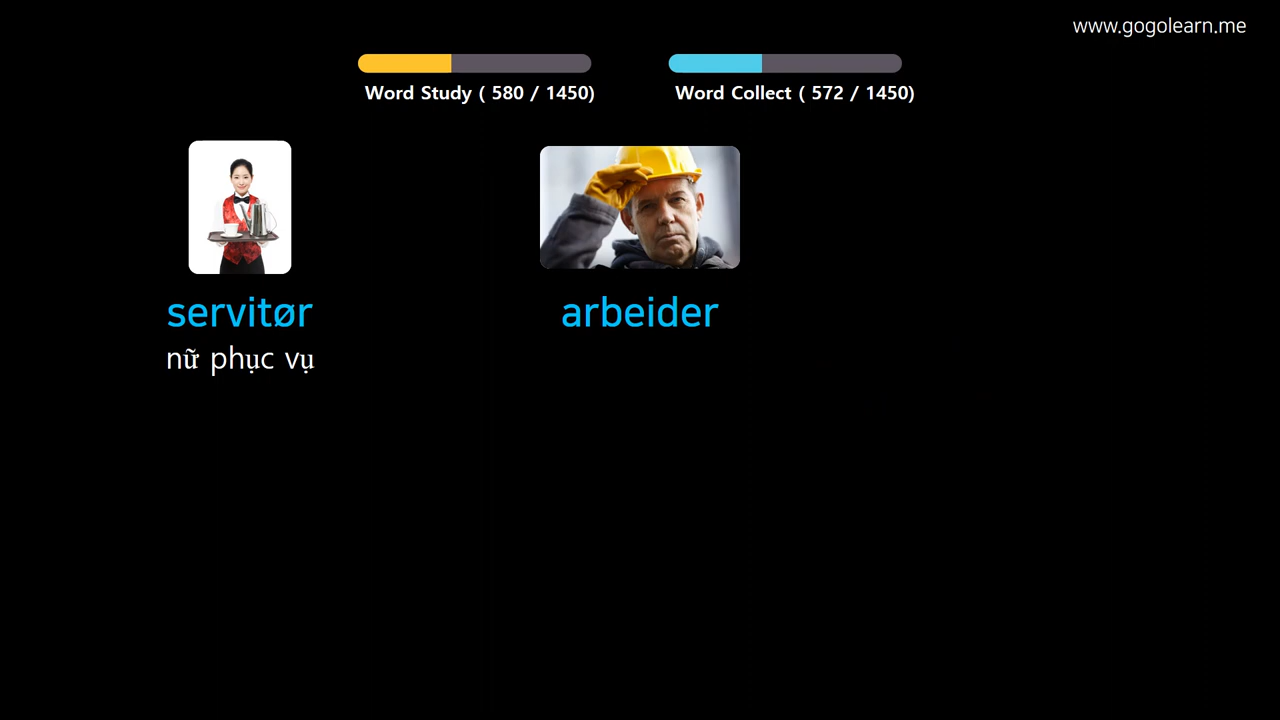 www.gogolearn.me
Word Study ( 580 / 1450)
Word Collect ( 572 / 1450)
servitør
arbeider
nữ phục vụ